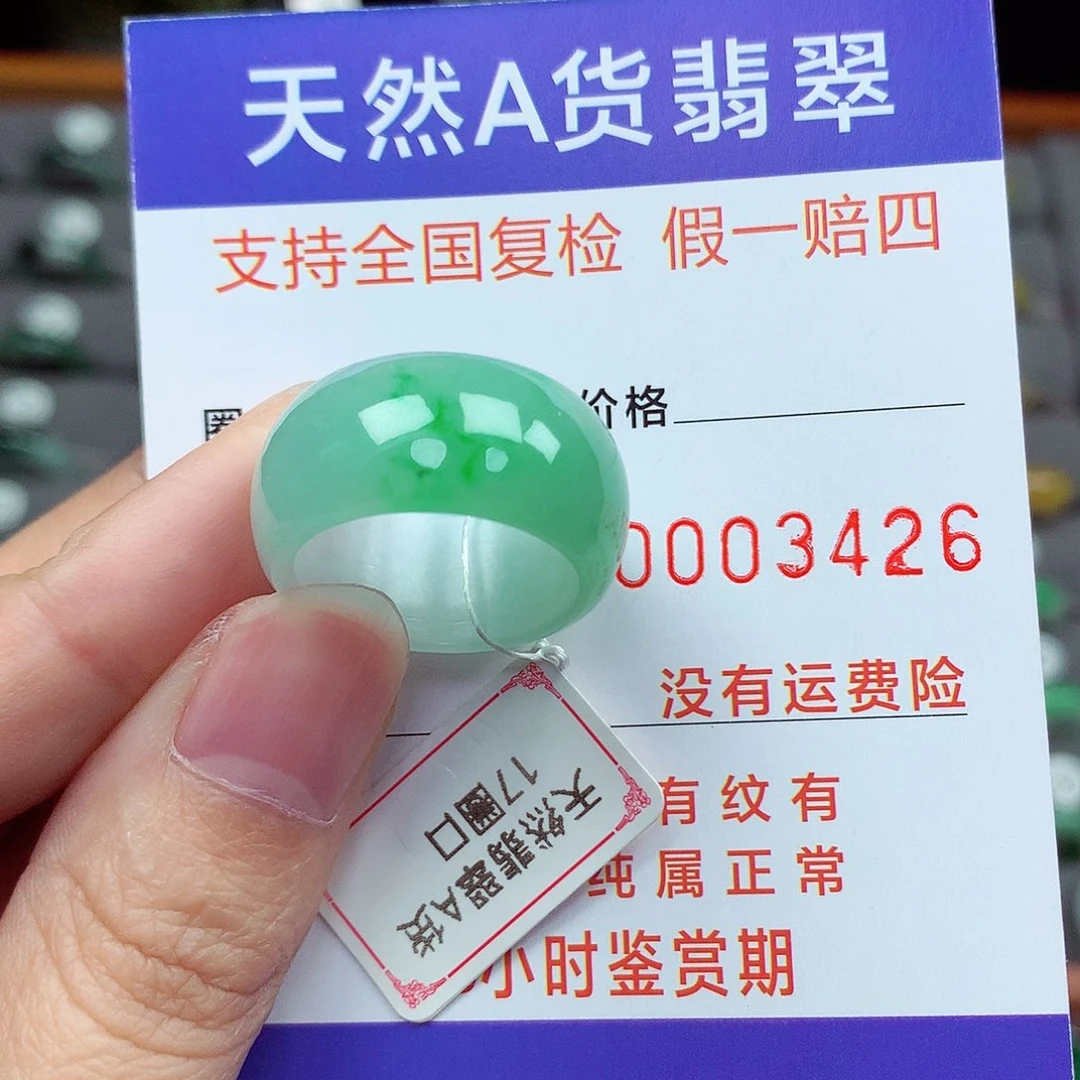 天然A货翡翠
支持全国复检 假一赔四
圈
价格
0003426
没有运费险
有纹有
纯属正常
小时鉴赏期
天然翡翠A货
17圈口